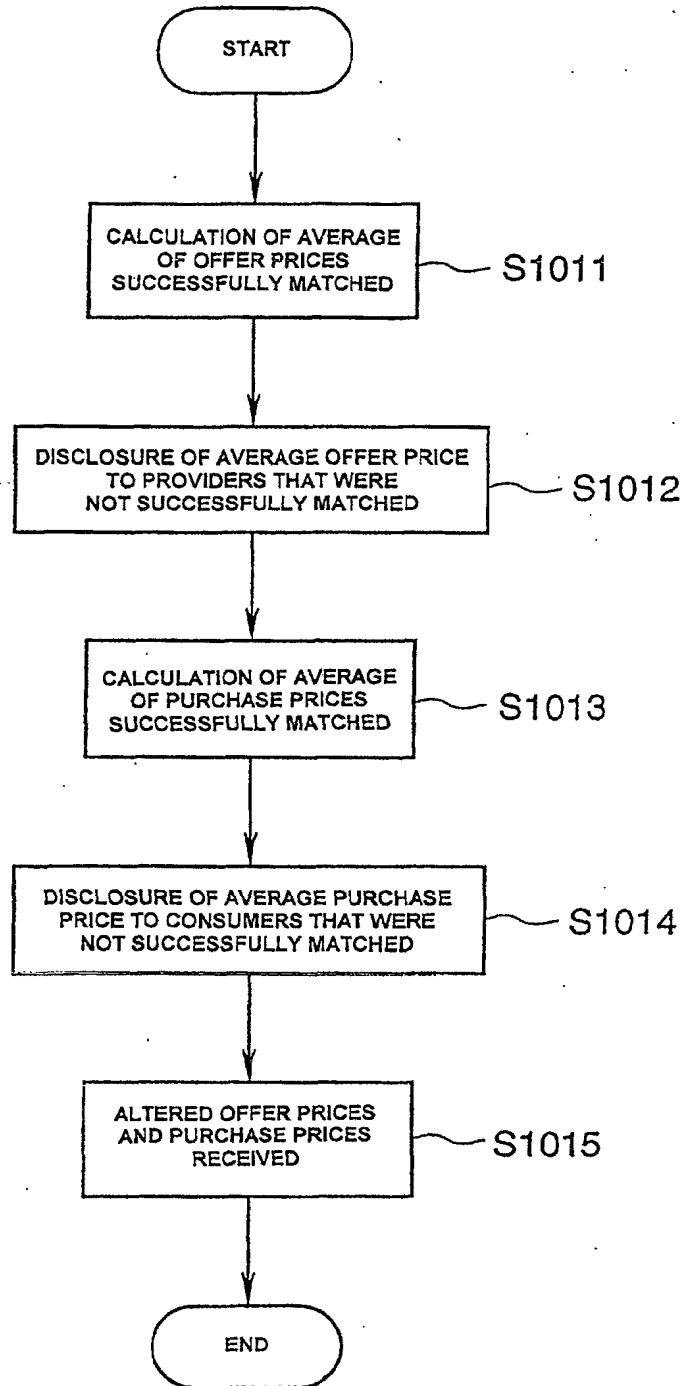 START
CALCULATION OF AVERAGE
OF OFFER PRICES
SUCCESSFULLY MATCHED
S1011
DISCLOSURE OF AVERAGE OFFER PRICE
TO PROVIDERS THAT WERE
NOT SUCCESSFULLY MATCHED
S1012
CALCULATION OF AVERAGE
OF PURCHASE PRICES
SUCCESSFULLY MATCHED
S1013
DISCLOSURE OF AVERAGE PURCHASE
PRICE TO CONSUMERS THAT WERE
NOT SUCCESSFULLY MATCHED
S1014
ALTERED OFFER PRICES
AND PURCHASE PRICES
RECEIVED
S1015
END